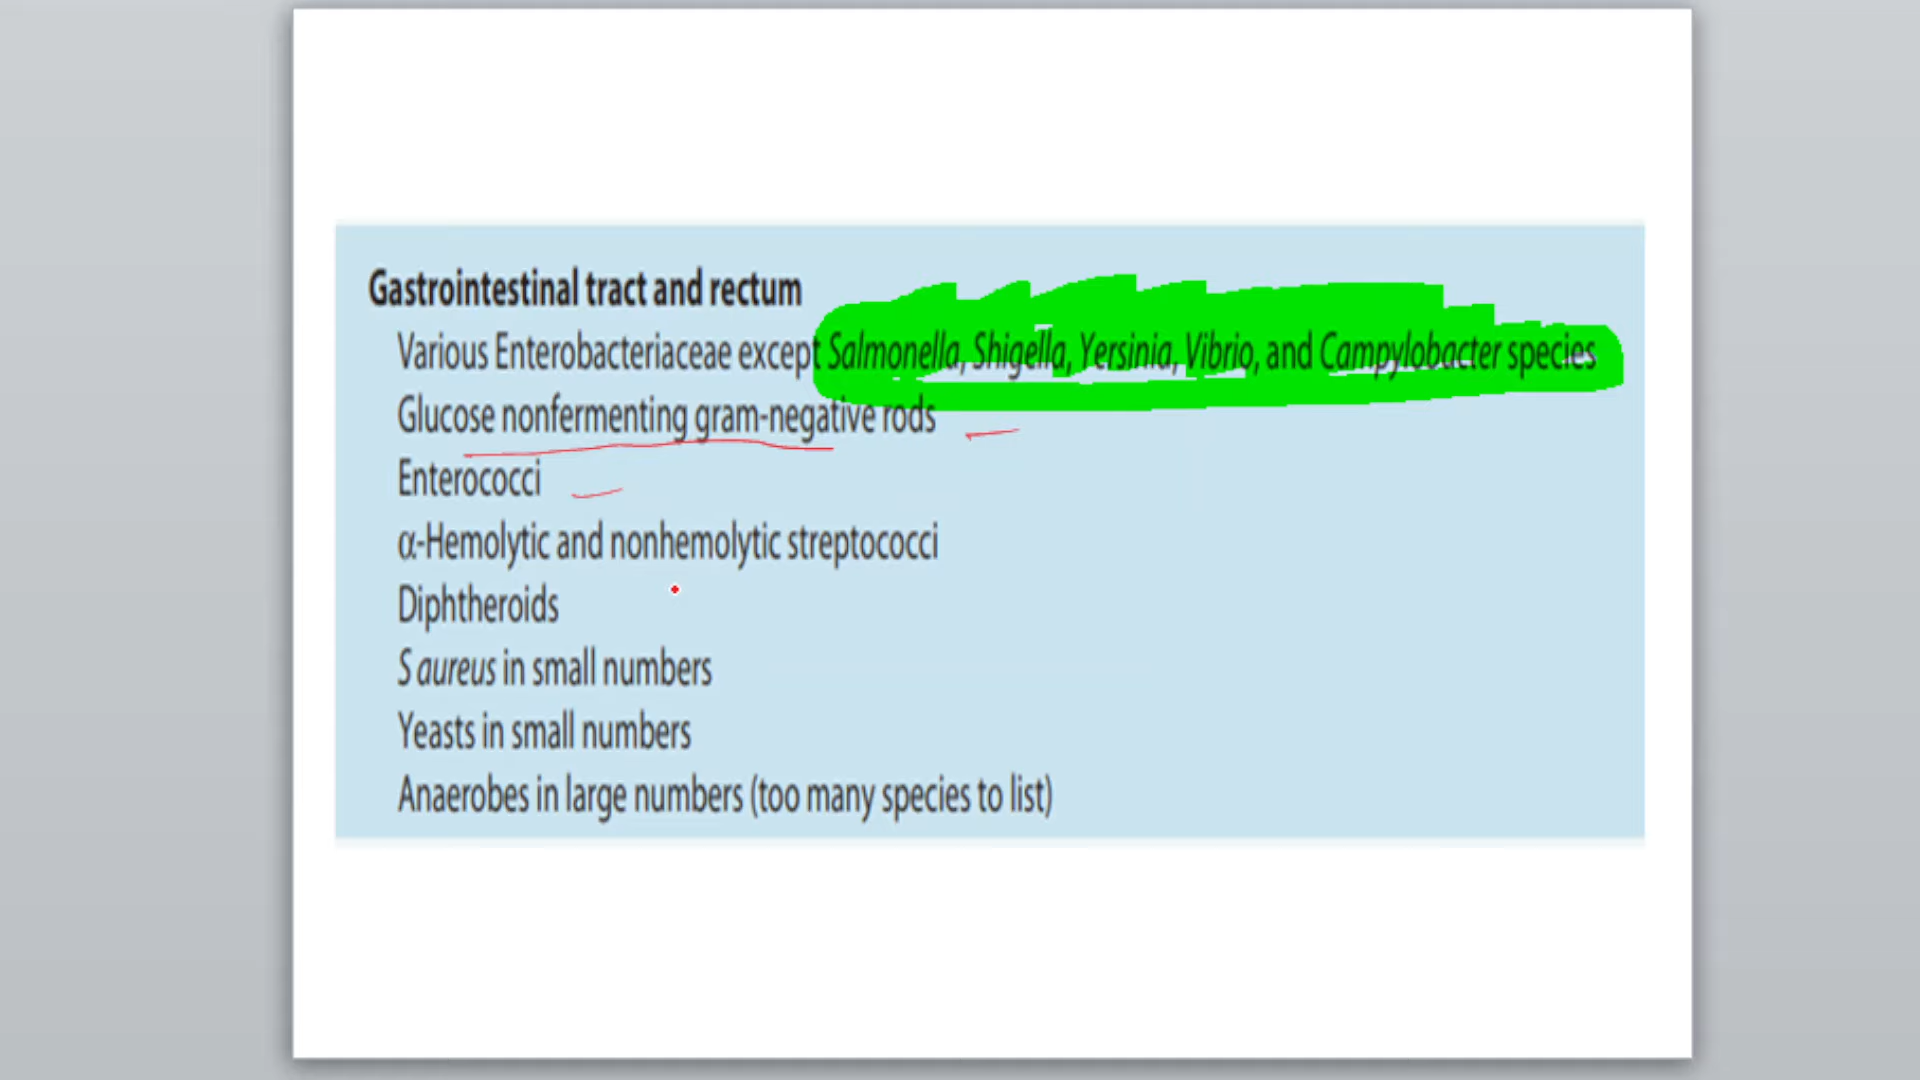 Gastrointestinal tract and rectum
Various Enterobacteriaceae except Salmonella, Shigella, Yersinia, Vibrio, and Campylobacter species
Glucose nonfermenting gram-negative rods
Enterococci
α-Hemolytic and nonhemolytic streptococci
Diphtheroids
S aureus in small numbers
Yeasts in small numbers
Anaerobes in large numbers (too many species to list)